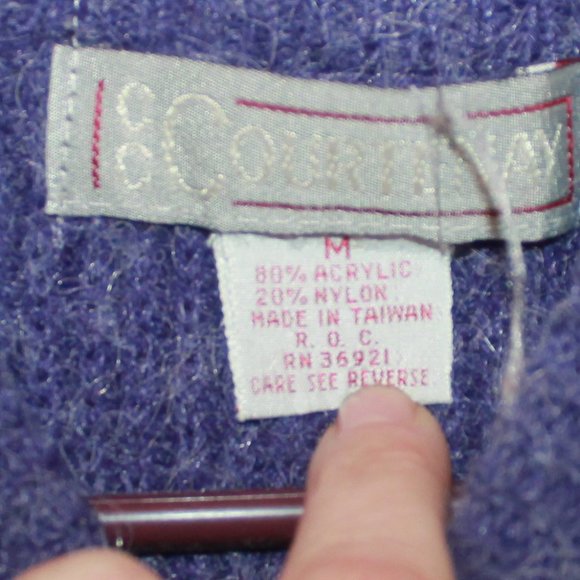 COURTENAY
M
80% ACRYLIC
20% NYLON
MADE IN TAIWAN
R. O. C.
RN 36921
CARE SEE REVERSE